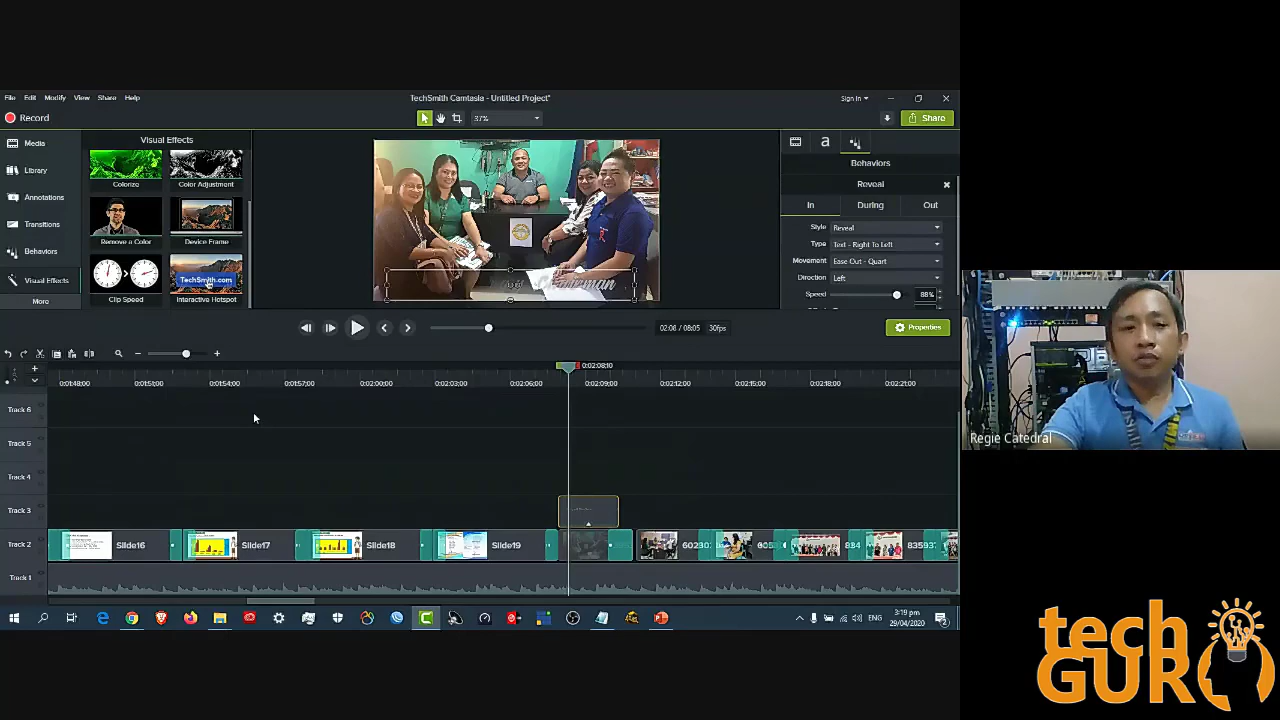 File Edit Modify View Share Help
TechSmith Camtasia - Untitled Project*
Sign In
Record
37%
Share
Media
Library
Annotations
Transitions
Behaviors
Visual Effects
More
Visual Effects
Colorize
Color Adjustment
Remove a Color
Device Frame
TechSmith.com
Clip Speed
Interactive Hotspot
Behaviors
Reveal
In During Out
Style Reveal
Type Text - Right To Left
Movement Ease Out - Quart
Direction Left
Speed 88%
02:08 / 08:05 30fps
Properties
0:02:08;10
0:01:48;00 0:01:51;00 0:01:54;00 0:01:57;00 0:02:00;00 0:02:03;00 0:02:06;00 0:02:09;00 0:02:12;00 0:02:15;00 0:02:18;00 0:02:21;00
Track 6
Track 5
Track 4
Track 3
Track 2
Slide16 Slide17 Slide18 Slide19
Track 1
ENG
3:19 pm
29/04/2020
Regie Catedral
tech
GURO